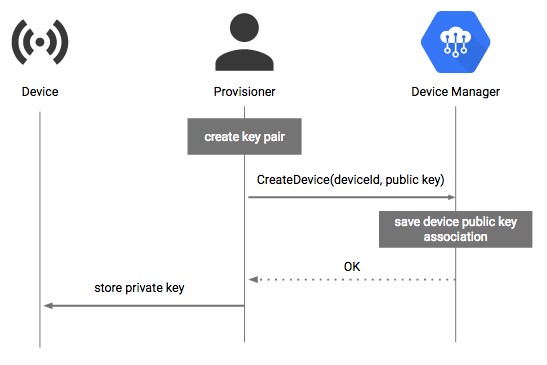 Device
Provisioner
Device Manager
create key pair
CreateDevice(deviceId, public key)
save device public key
association
OK
store private key